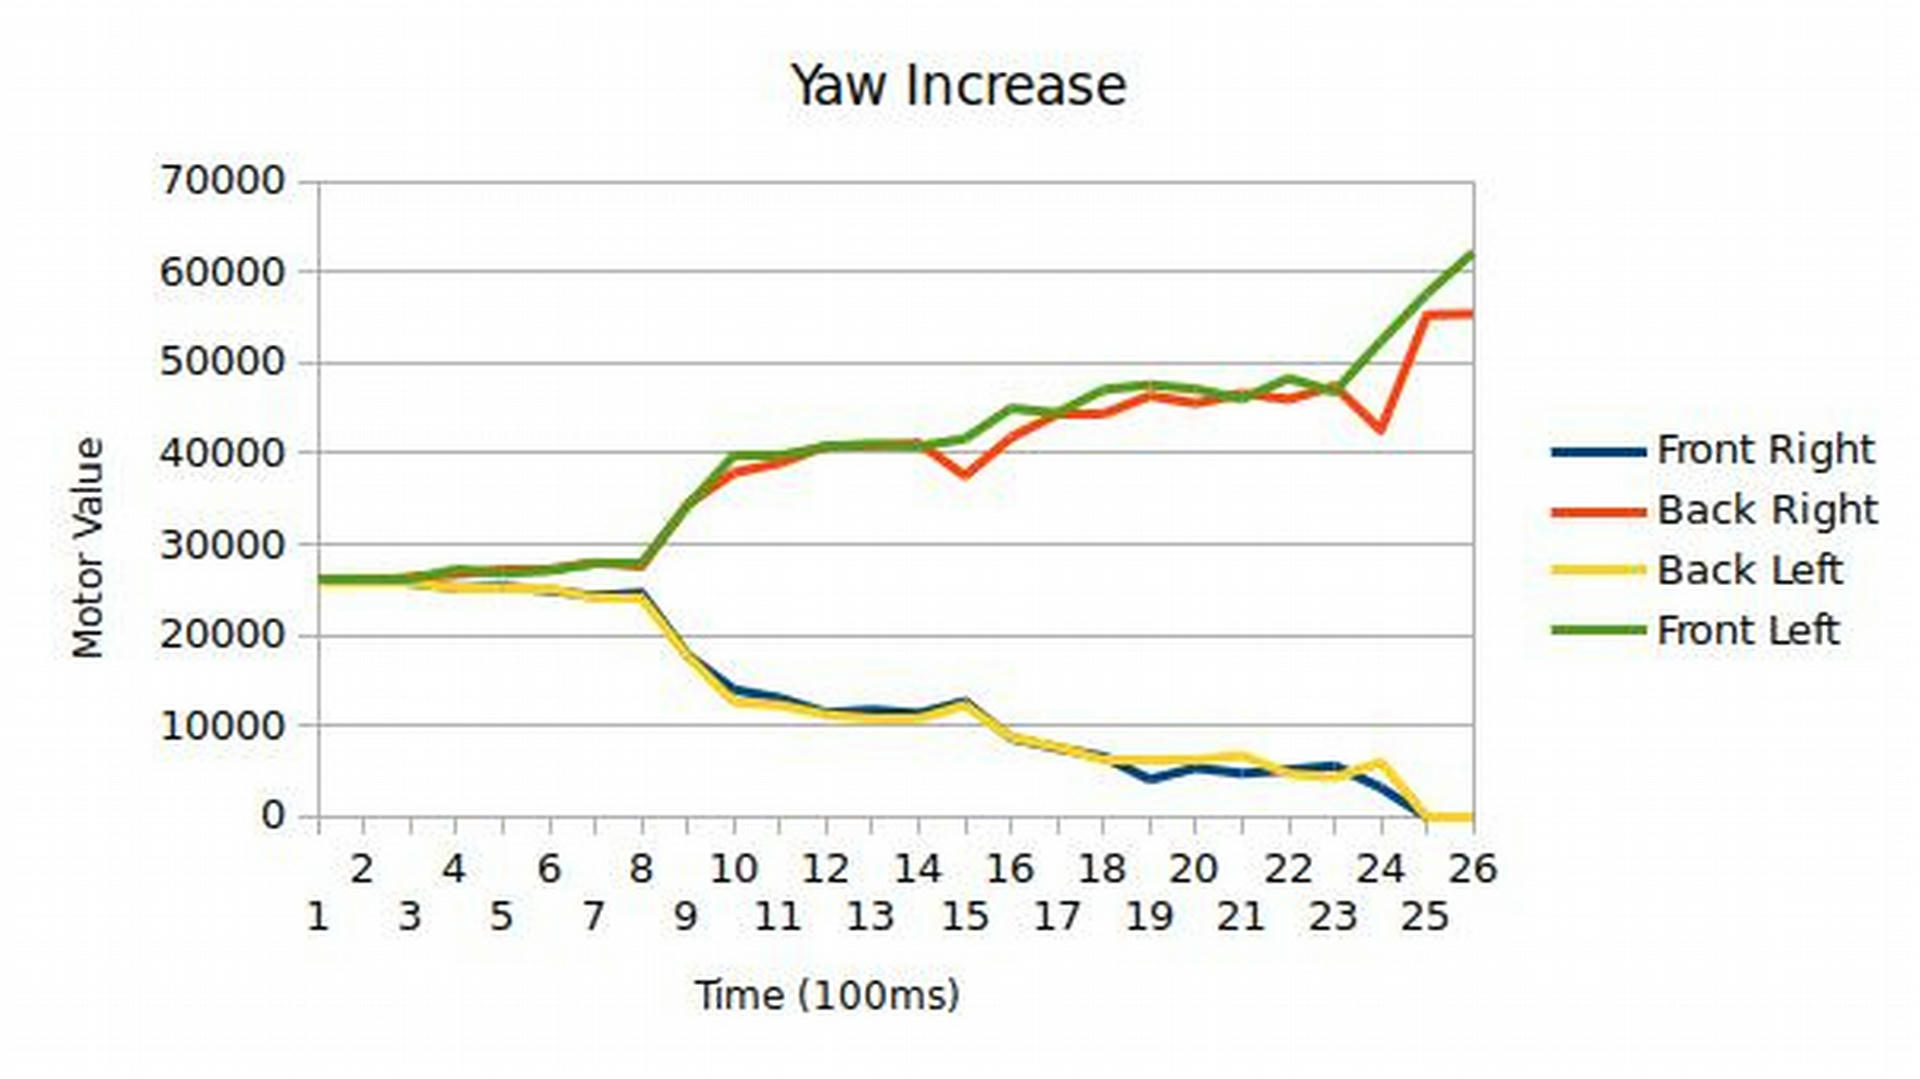 Yaw Increase
70000
60000
50000
40000
30000
20000
10000
0
Motor Value
2 4 6 8 10 12 14 16 18 20 22 24 26
1 3 5 7 9 11 13 15 17 19 21 23 25
Time (100ms)
Front Right
Back Right
Back Left
Front Left